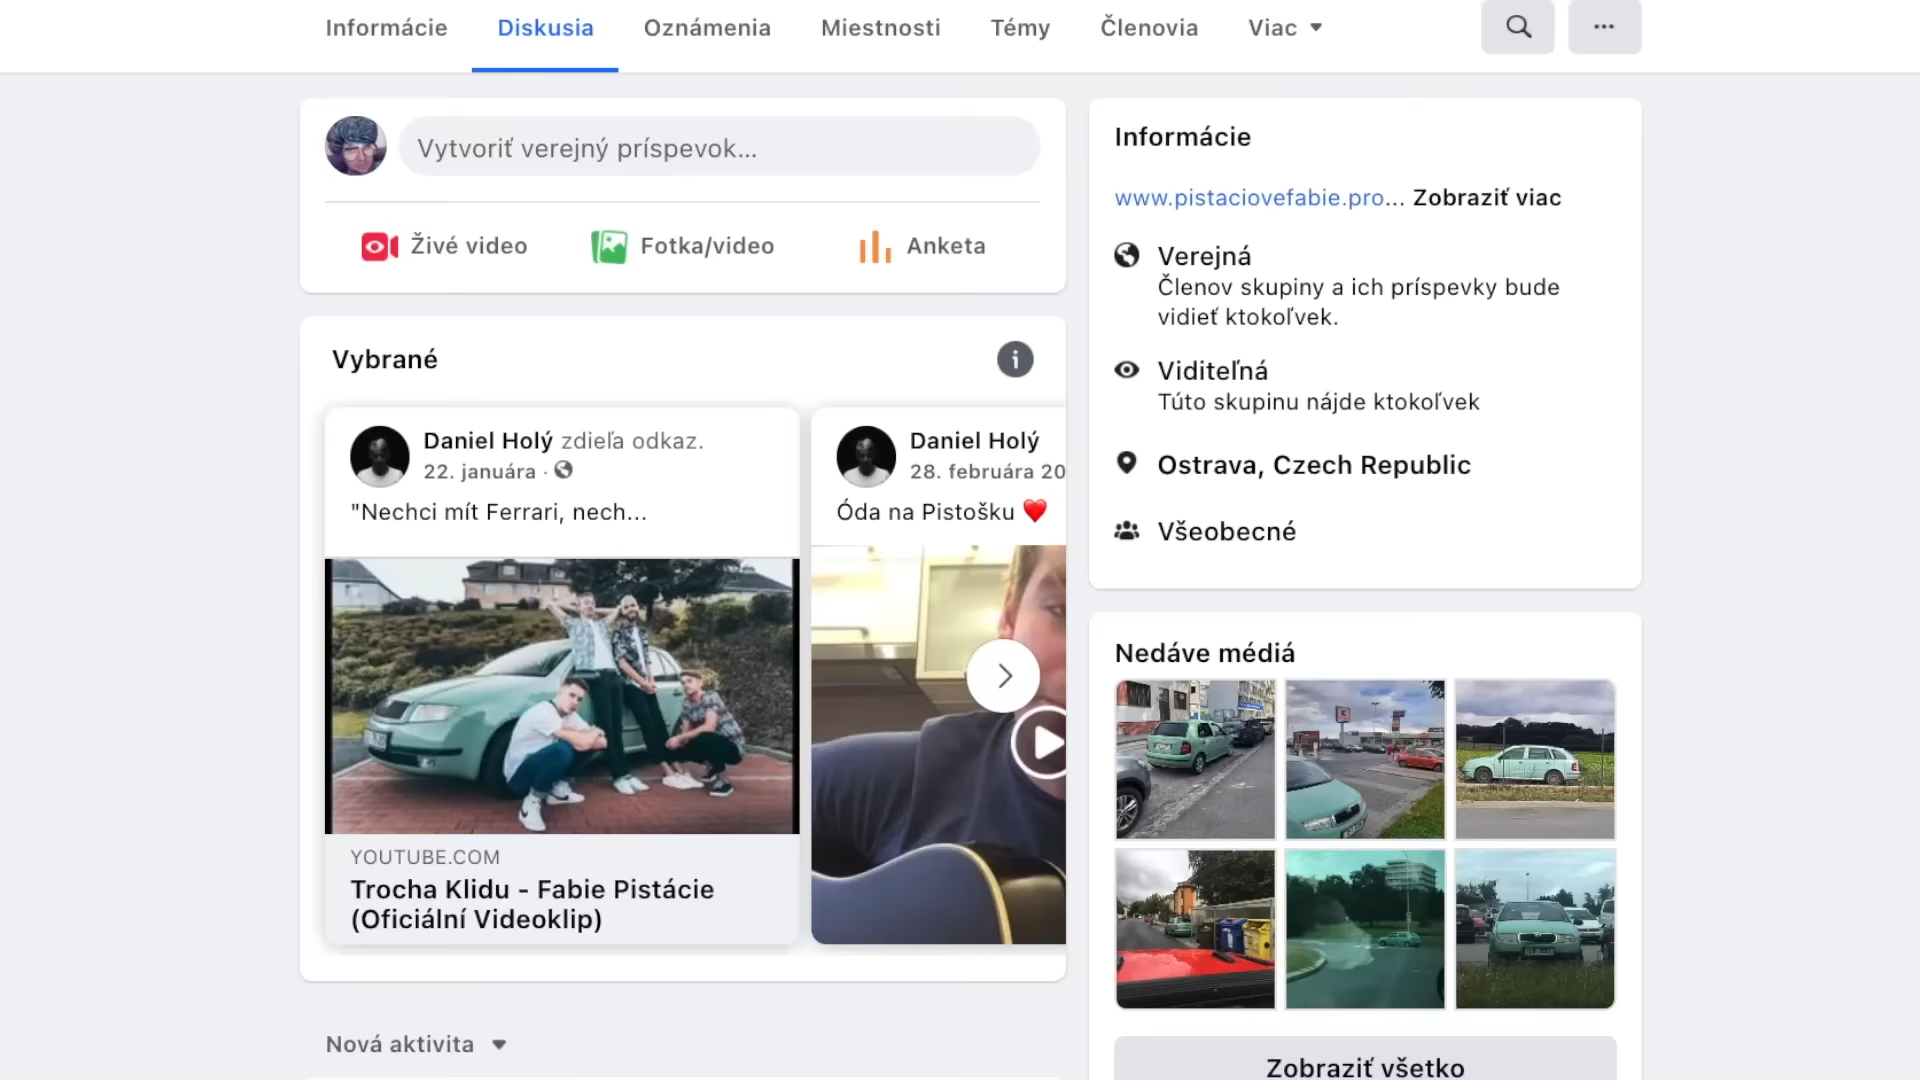 Informácie
Diskusia
Oznámenia
Miestnosti
Témy
Členovia
Viac
Vytvoriť verejný príspevok...
Živé video
Fotka/video
Anketa
Vybrané
Daniel Holý zdieľa odkaz.
22. januára ·
"Nechci mít Ferrari, nech...
YOUTUBE.COM
Trocha Klidu - Fabie Pistácie
(Oficiální Videoklip)
Daniel Holý
28. februára 20
Óda na Pistošku ❤️
Nová aktivita
Informácie
www.pistaciovefabie.pro... Zobraziť viac
Verejná
Členov skupiny a ich príspevky bude
vidieť ktokoľvek.
Viditeľná
Túto skupinu nájde ktokoľvek
Ostrava, Czech Republic
Všeobecné
Nedáve médiá
Zobraziť všetko